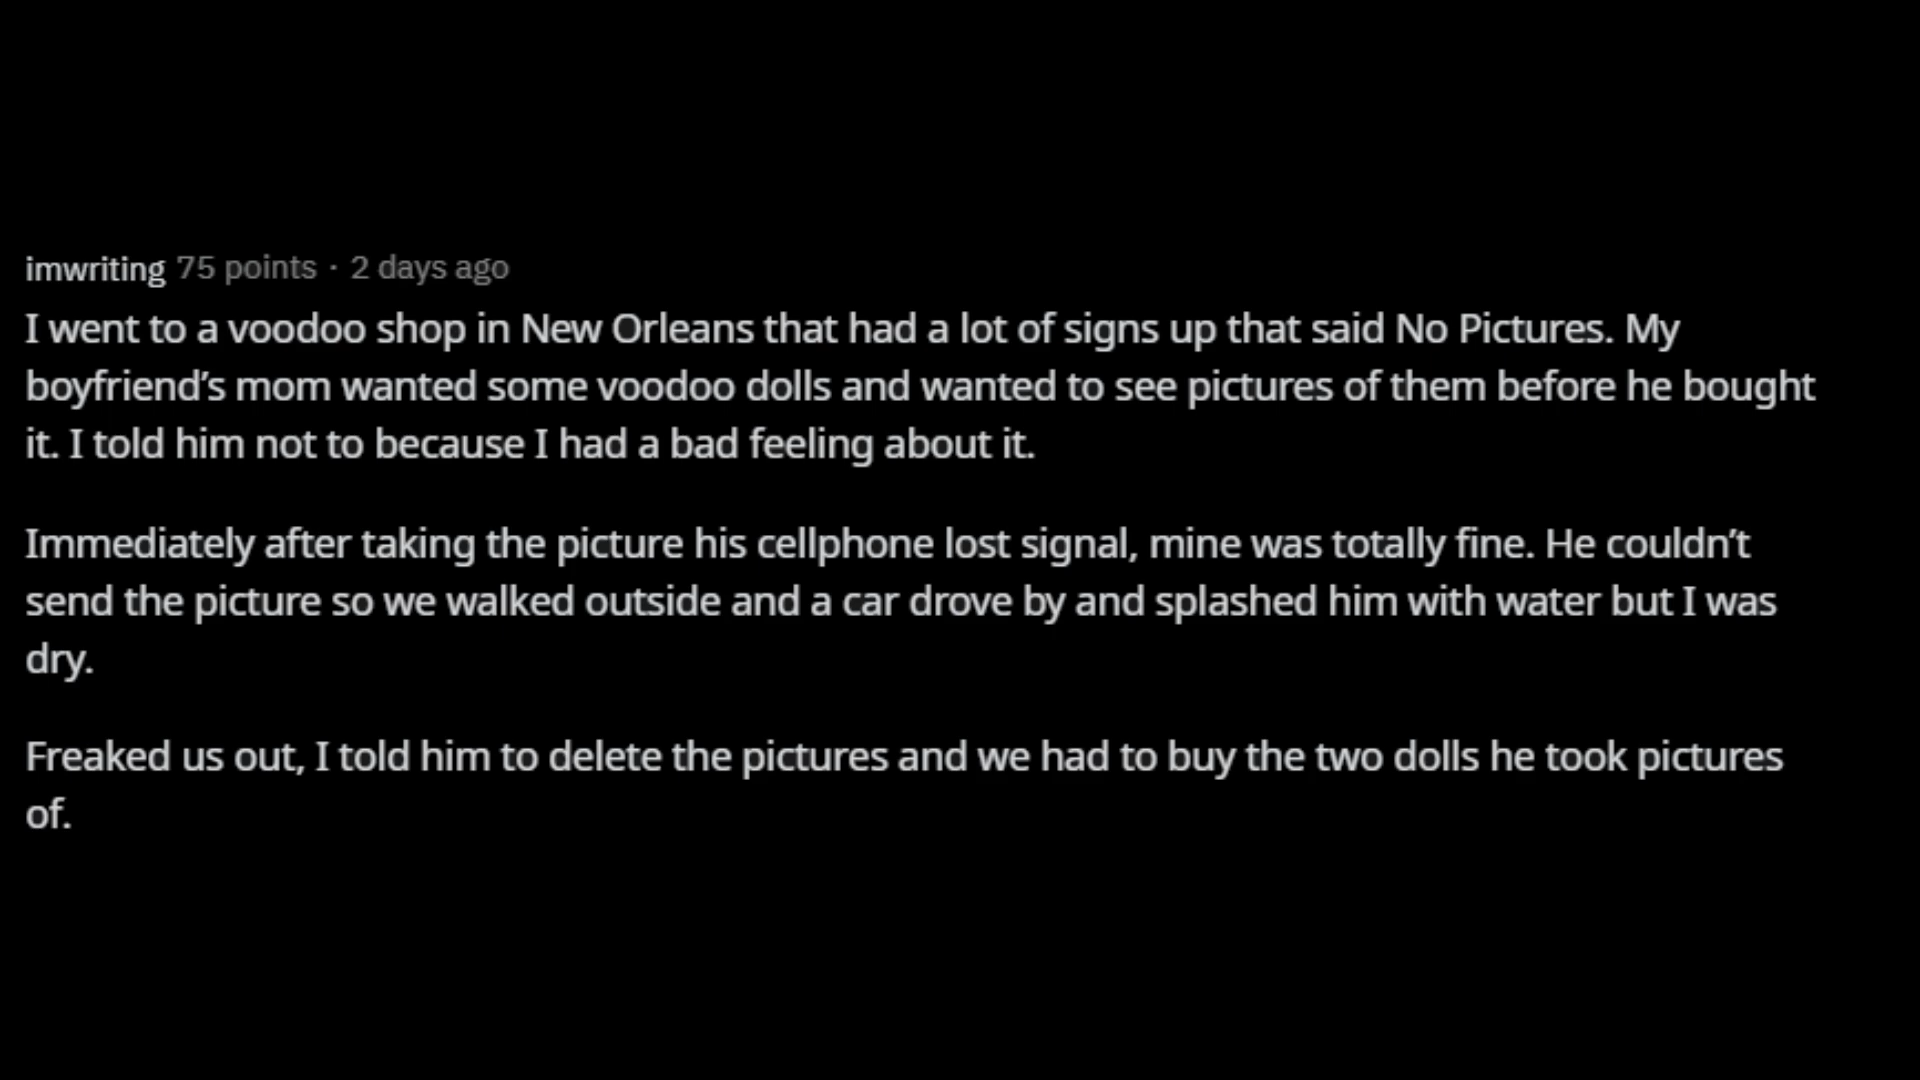 imwriting 75 points · 2 days ago
I went to a voodoo shop in New Orleans that had a lot of signs up that said No Pictures. My
boyfriend’s mom wanted some voodoo dolls and wanted to see pictures of them before he bought
it. I told him not to because I had a bad feeling about it.
Immediately after taking the picture his cellphone lost signal, mine was totally fine. He couldn’t
send the picture so we walked outside and a car drove by and splashed him with water but I was
dry.
Freaked us out, I told him to delete the pictures and we had to buy the two dolls he took pictures
of.